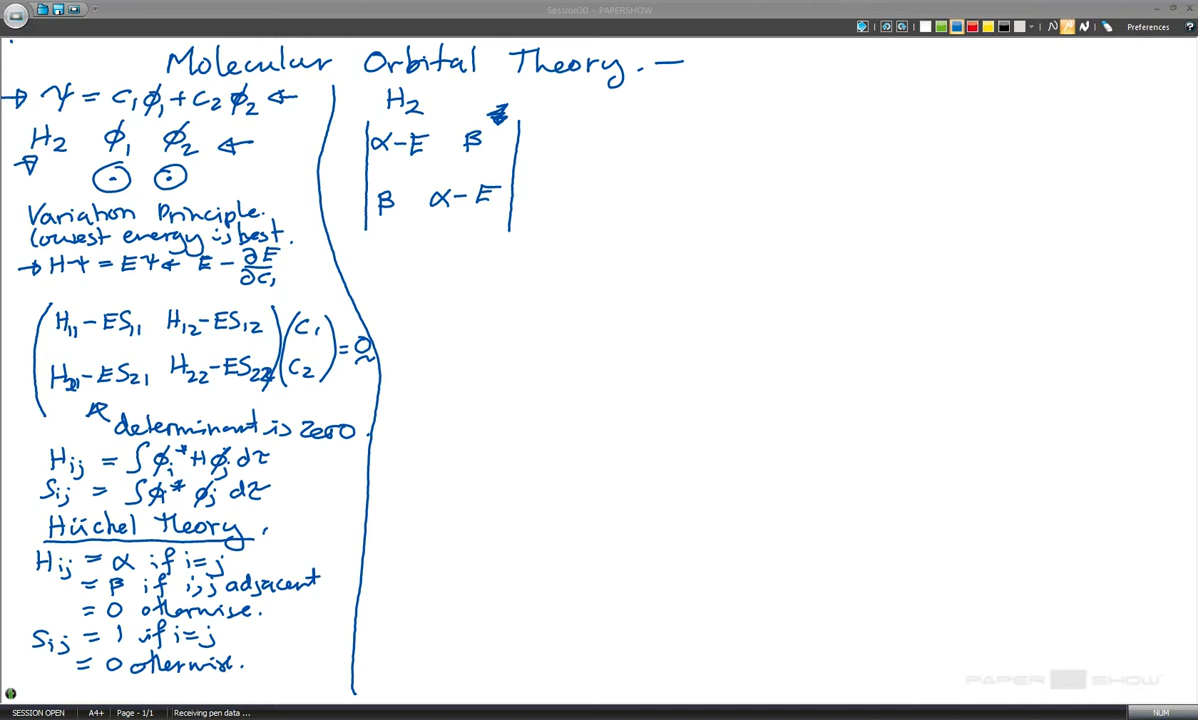 Session30 - PAPERSHOW
Preferences
Molecular Orbital Theory. —
→ Ψ = C₁ϕ₁ + C₂ϕ₂ ←
H₂ ϕ₁ ϕ₂ ←
Variation Principle.
lowest energy is best.
→ HΨ = EΨ ← E - ∂E/∂C₁
H₁₁ - ES₁₁ H₁₂ - ES₁₂ C₁
= 0
H₂₁ - ES₂₁ H₂₂ - ES₂₂ C₂
determinant is zero.
Hij = ∫ϕi* H ϕj dτ
Sij = ∫ϕi* ϕj dτ
Hüchel Theory.
Hij = α if i=j
= β if i,j adjacent
= 0 otherwise.
Sij = 1 if i=j
= 0 otherwise.
H₂
α-E β
β α-E
PAPER SHOW
SESSION OPEN A4+ Page - 1/1 Receiving pen data ... NUM